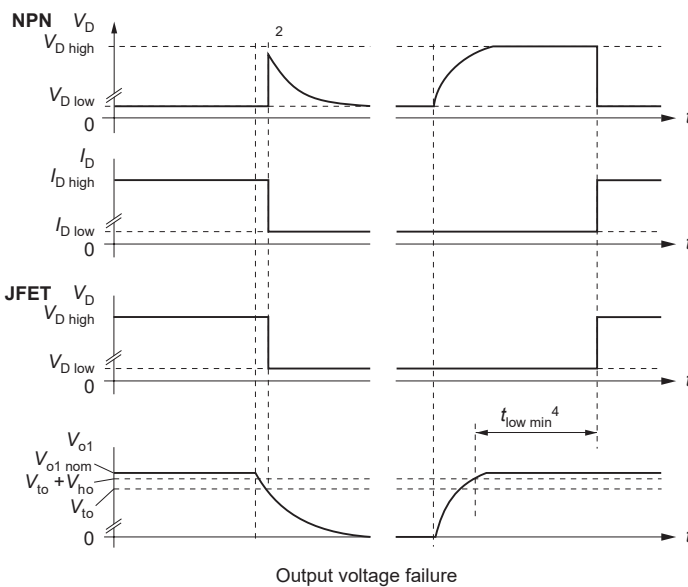 NPN V_D
2
V_D high
V_D low
0
t
I_D
I_D high
I_D low
0
t
JFET V_D
V_D high
V_D low
0
t
t_low min^4
V_o1
V_o1 nom
V_to + V_ho
V_to
0
t
Output voltage failure